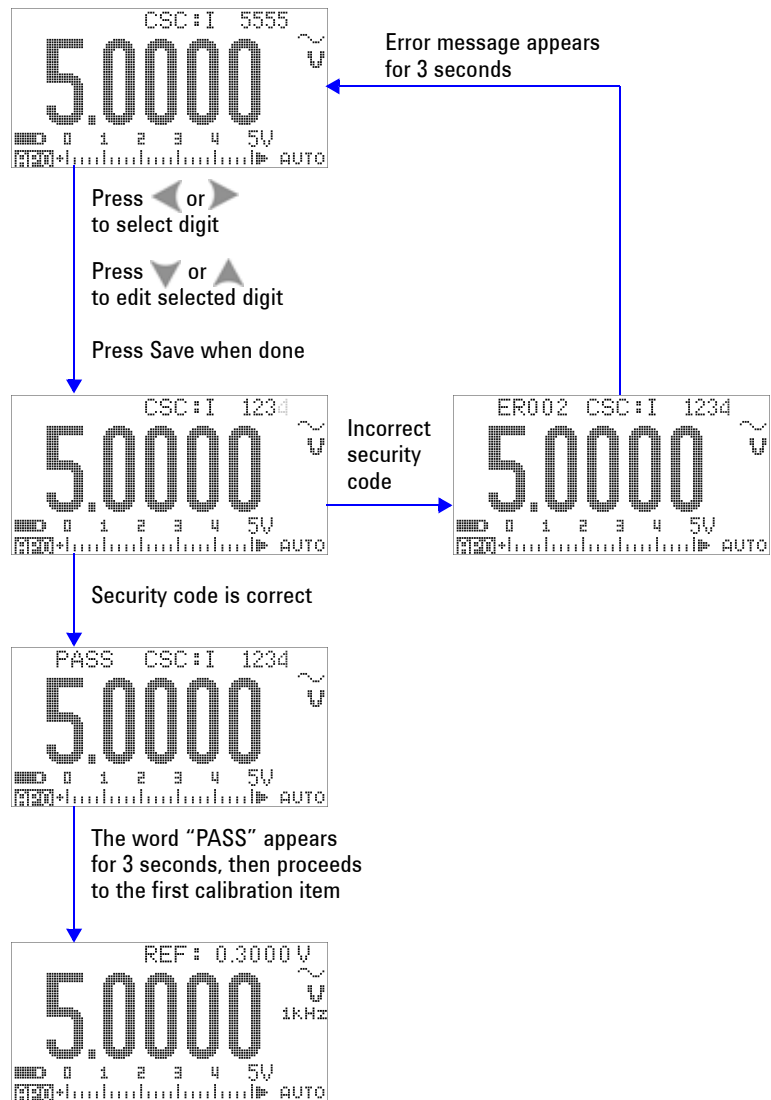 CSC:I 5555
5.0000
V
0 1 2 3 4 5V
APO AUTO
Error message appears
for 3 seconds
Press or
to select digit
Press or
to edit selected digit
Press Save when done
CSC:I 1234
5.0000
V
0 1 2 3 4 5V
APO AUTO
Incorrect
security
code
ER002 CSC:I 1234
5.0000
V
0 1 2 3 4 5V
APO AUTO
Security code is correct
PASS CSC:I 1234
5.0000
V
0 1 2 3 4 5V
APO AUTO
The word “PASS” appears
for 3 seconds, then proceeds
to the first calibration item
REF: 0.3000 V
5.0000
V
1kHz
0 1 2 3 4 5V
APO AUTO